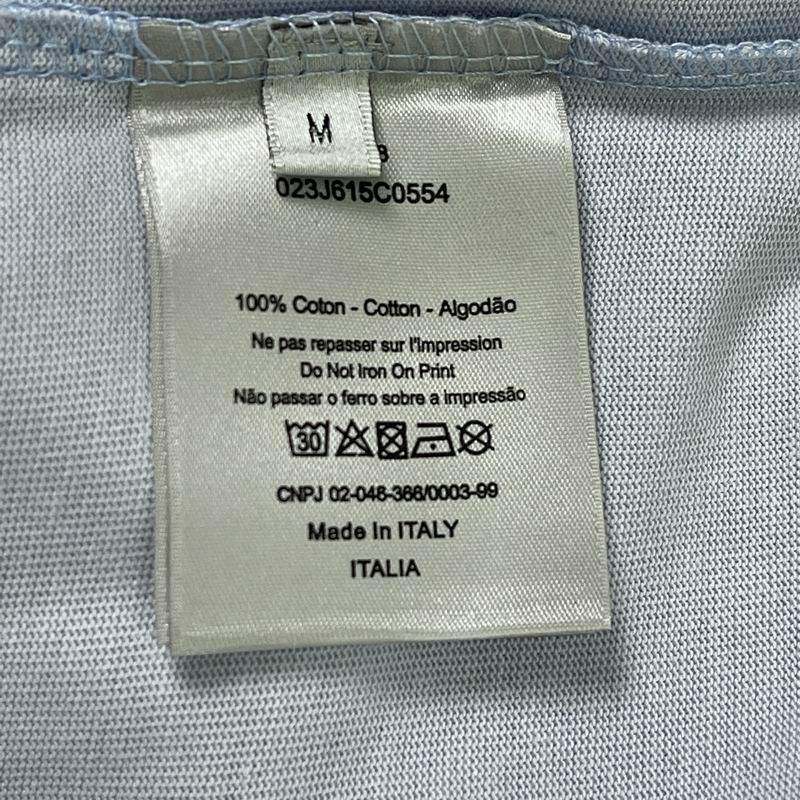 M
023J615C0554
100% Coton - Cotton - Algodão
Ne pas repasser sur l'Impression
Do Not Iron On Print
Não passar o ferro sobre a impressão
30
CNPJ 02-048-366/0003-99
Made In ITALY
ITALIA